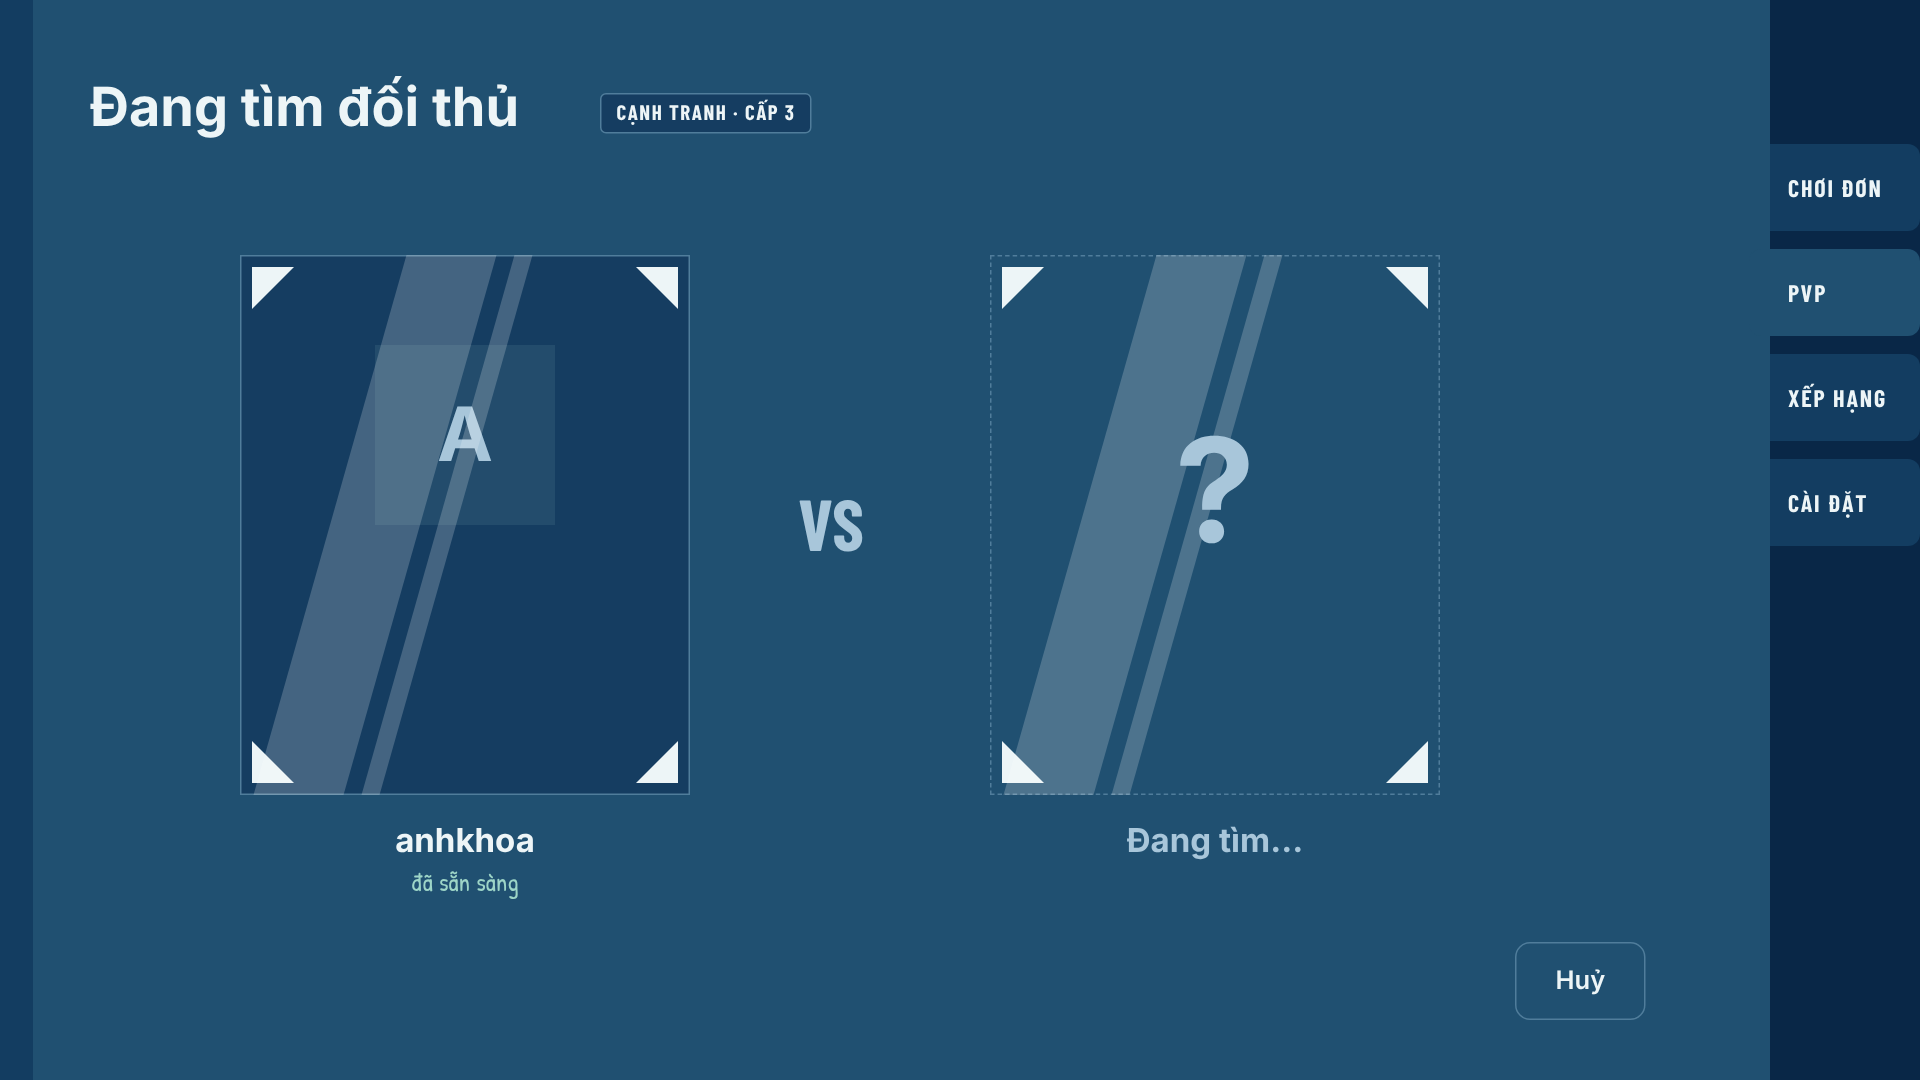 Đang tìm đối thủ
CẠNH TRANH · CẤP 3
CHƠI ĐƠN
PVP
XẾP HẠNG
CÀI ĐẶT
A
VS
?
anhkhoa
đã sẵn sàng
Đang tìm...
Huỷ